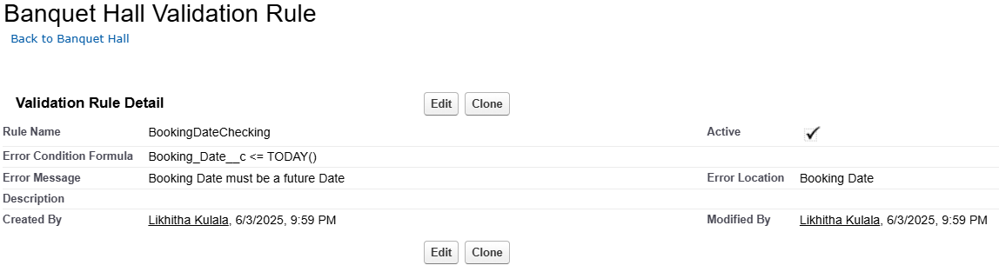 Banquet Hall Validation Rule
Back to Banquet Hall
Validation Rule Detail Edit Clone
Rule Name BookingDateChecking Active
Error Condition Formula Booking_Date__c <= TODAY()
Error Message Booking Date must be a future Date Error Location Booking Date
Description
Created By Likhitha Kulala, 6/3/2025, 9:59 PM Modified By Likhitha Kulala, 6/3/2025, 9:59 PM
Edit Clone